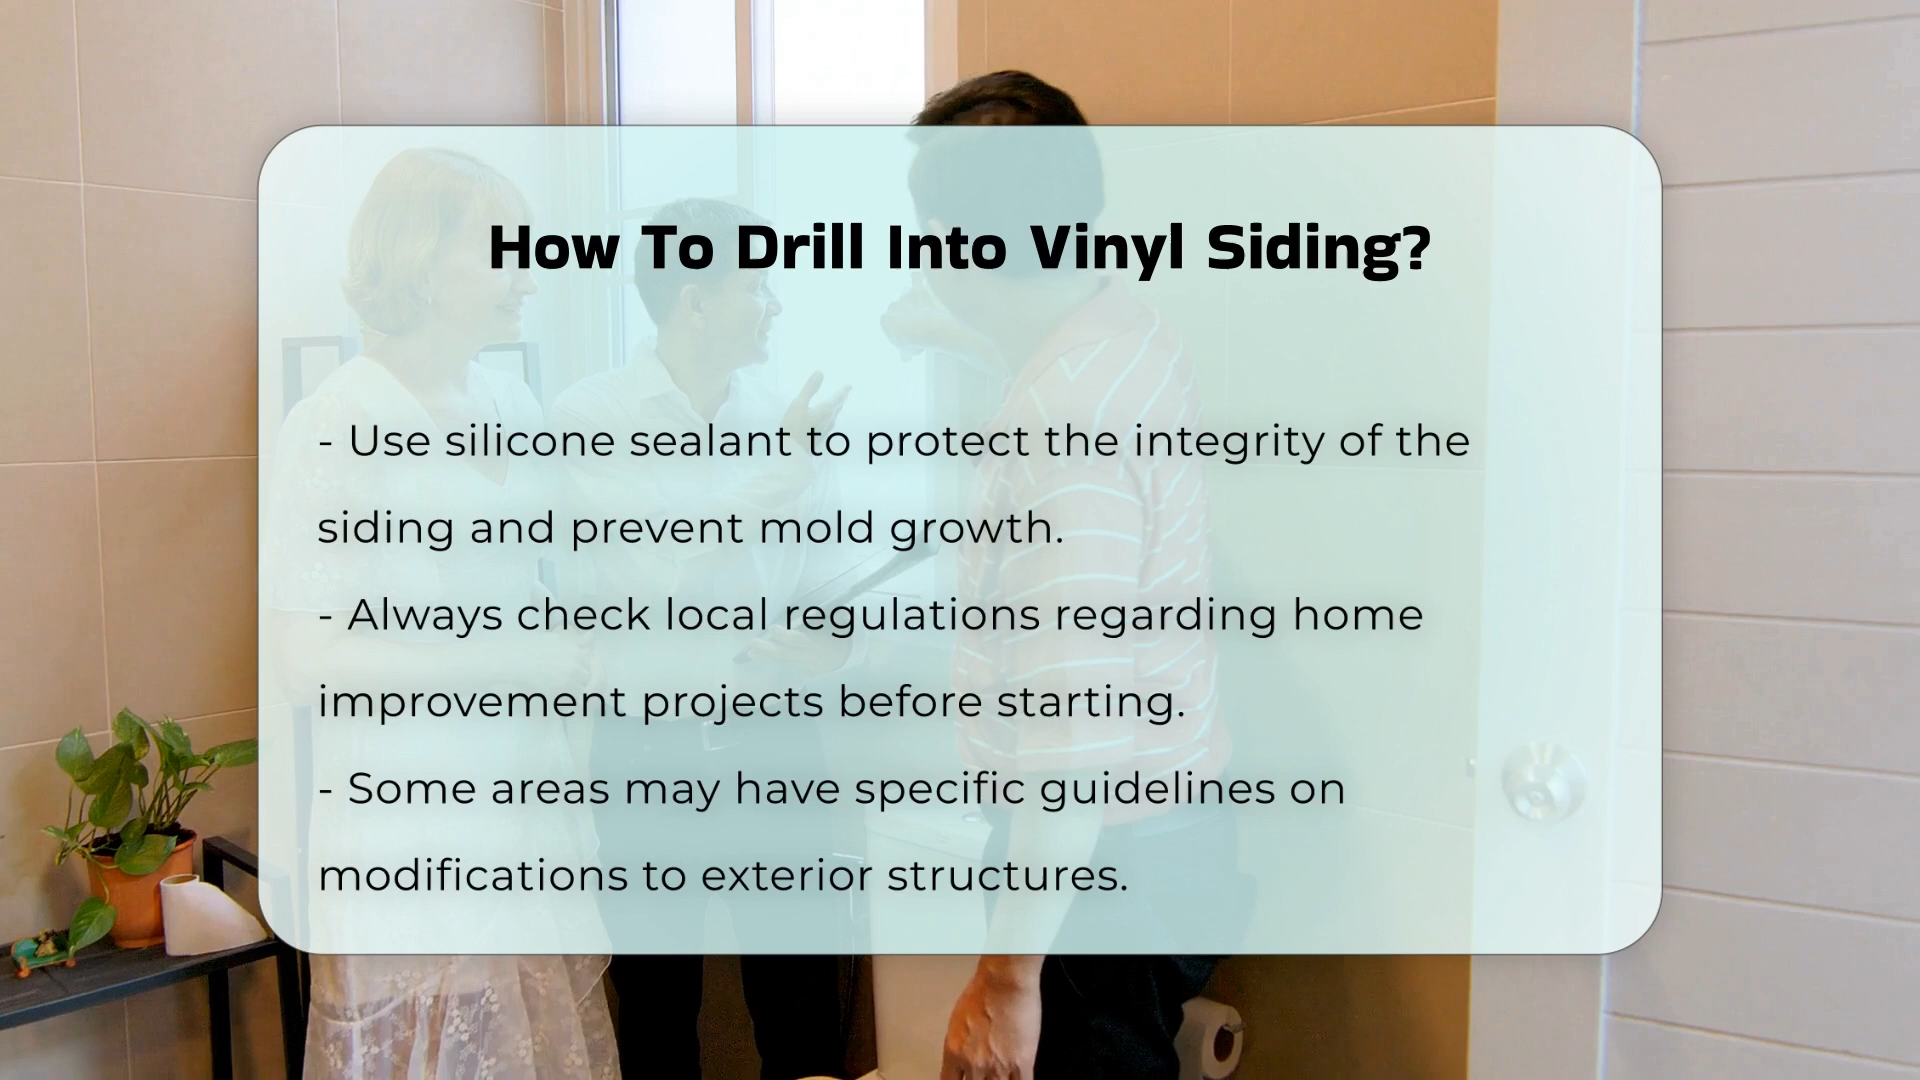 How To Drill Into Vinyl Siding?
- Use silicone sealant to protect the integrity of the
siding and prevent mold growth.
- Always check local regulations regarding home
improvement projects before starting.
- Some areas may have specific guidelines on
modifications to exterior structures.